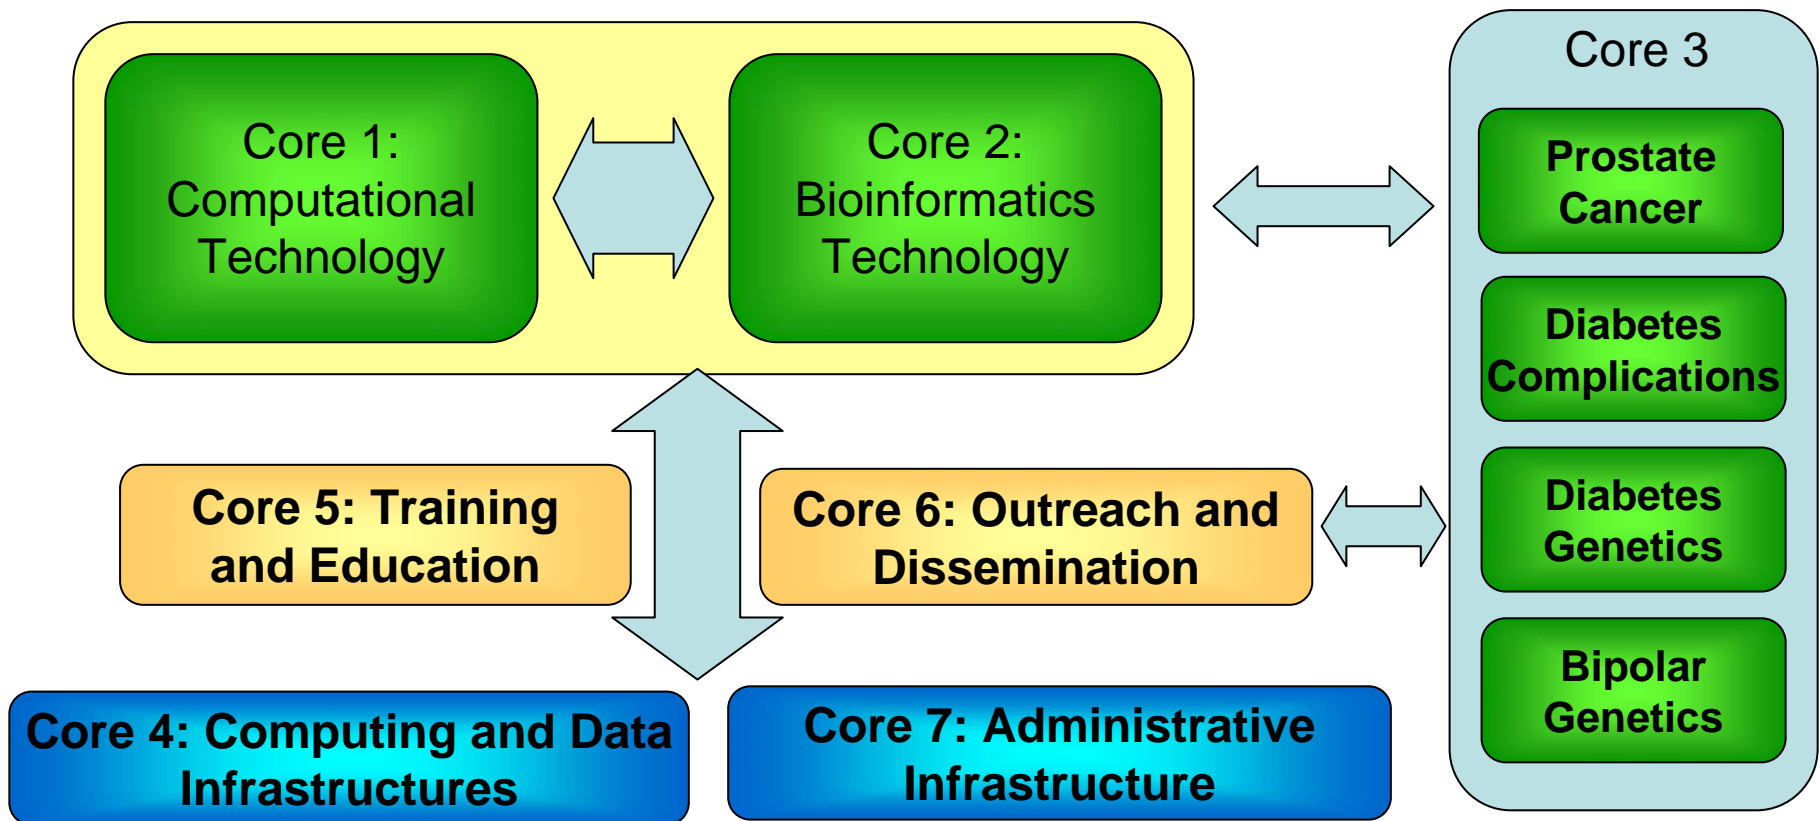 Core 1:
Computational
Technology
Core 2:
Bioinformatics
Technology
Core 3
Prostate
Cancer
Diabetes
Complications
Diabetes
Genetics
Bipolar
Genetics
Core 5: Training
and Education
Core 6: Outreach and
Dissemination
Core 4: Computing and Data
Infrastructures
Core 7: Administrative
Infrastructure